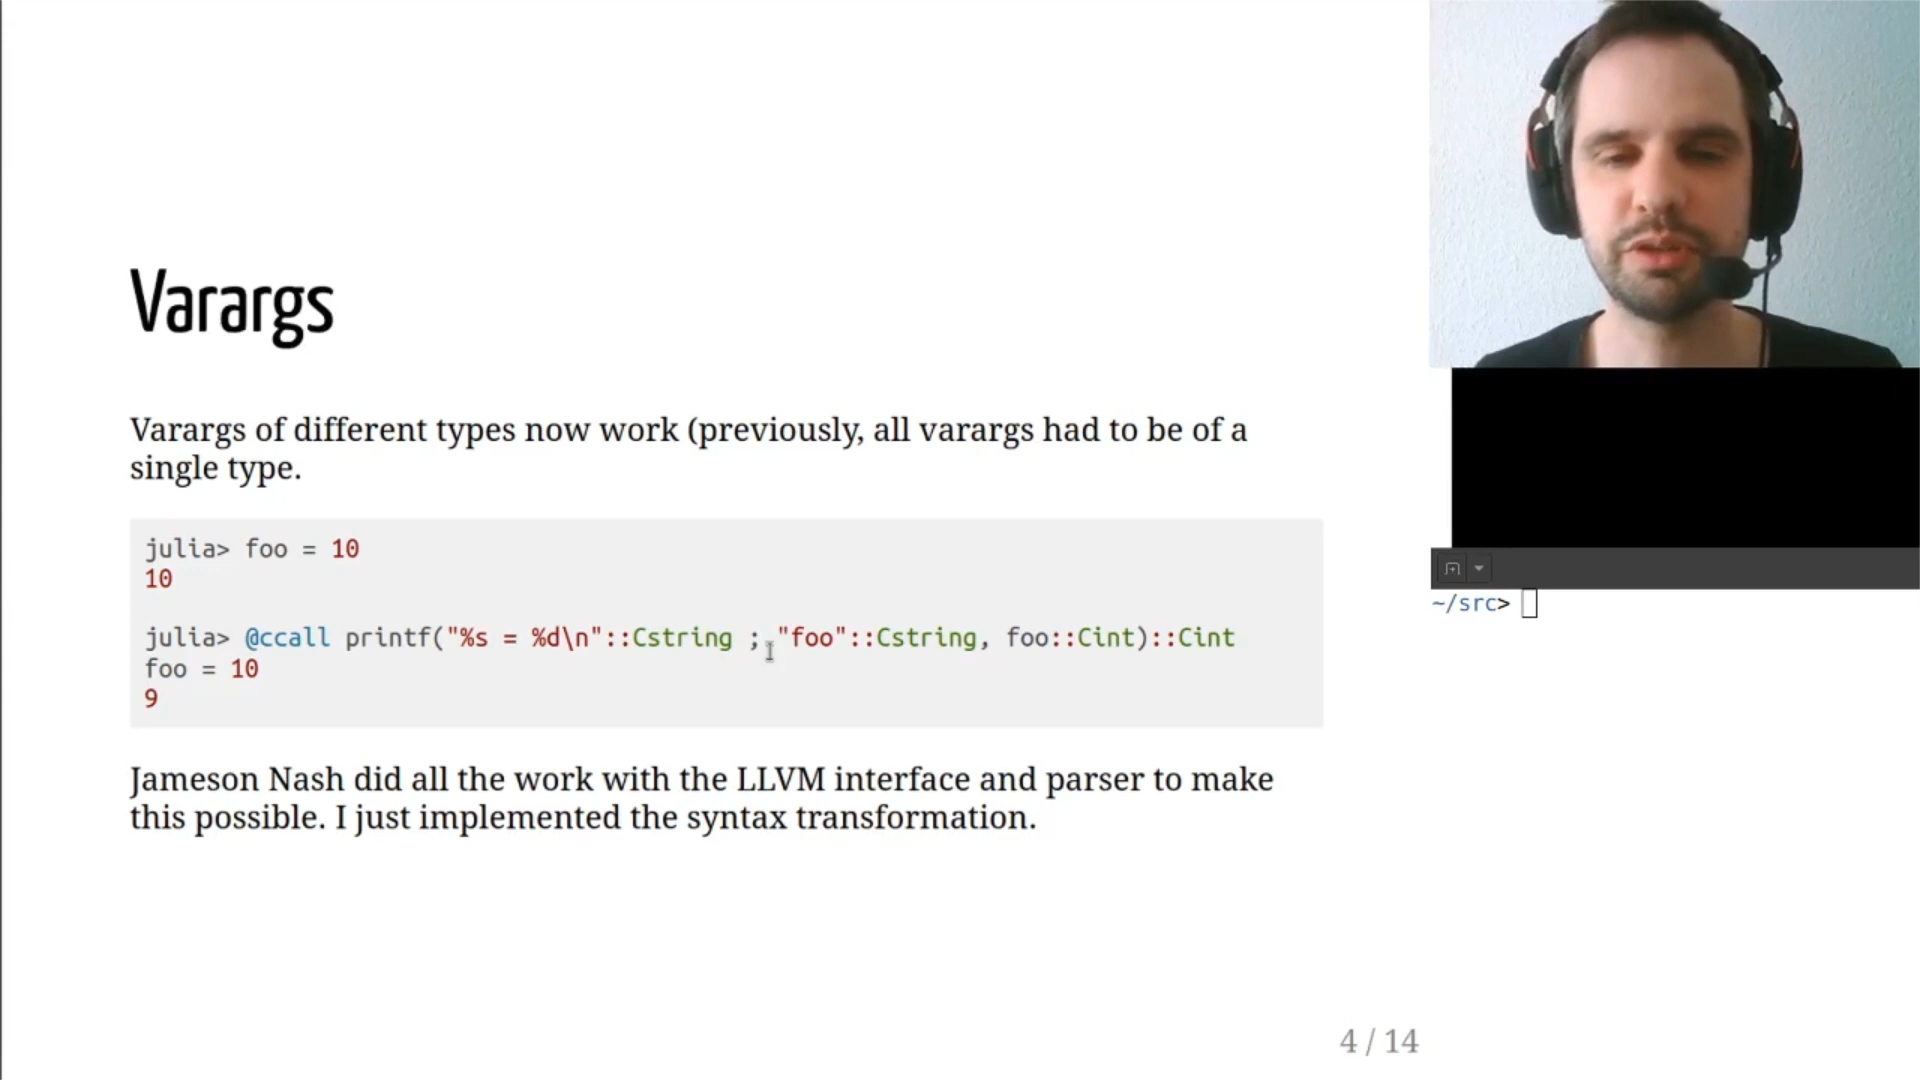 Varargs
Varargs of different types now work (previously, all varargs had to be of a
single type.
julia> foo = 10
10
julia> @ccall printf("%s = %d\n"::Cstring ; "foo"::Cstring, foo::Cint)::Cint
foo = 10
9
Jameson Nash did all the work with the LLVM interface and parser to make
this possible. I just implemented the syntax transformation.
4 / 14
~/src>